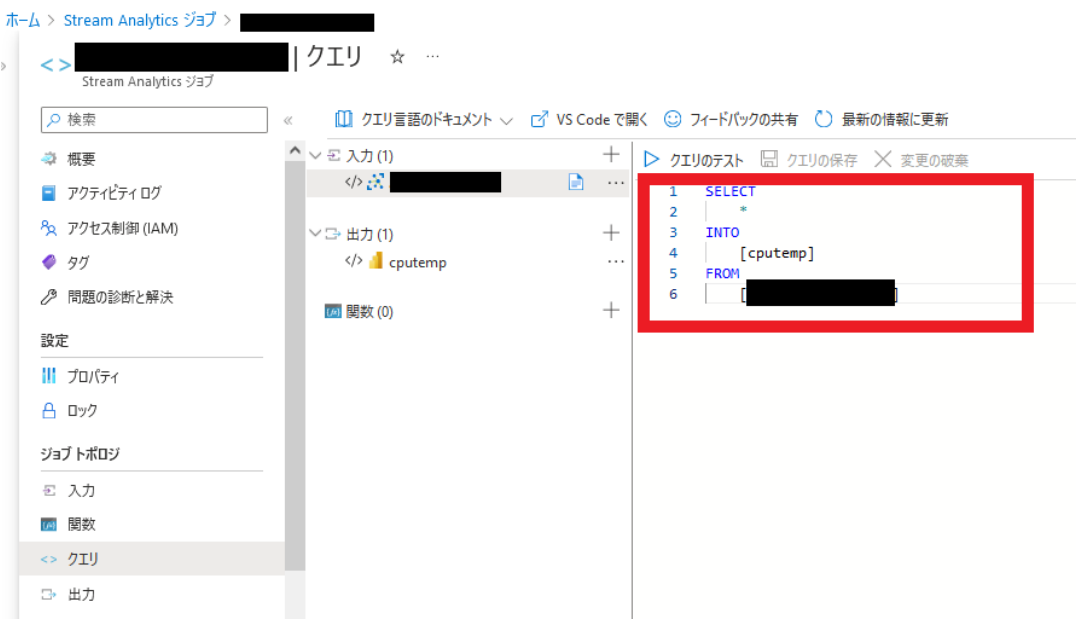 ホーム > Stream Analytics ジョブ >
| クエリ ☆ …
Stream Analytics ジョブ
検索
«
クエリ言語のドキュメント
VS Code で開く
フィードバックの共有
最新の情報に更新
概要
アクティビティ ログ
アクセス制御 (IAM)
タグ
問題の診断と解決
設定
プロパティ
ロック
ジョブ トポロジ
入力
関数
クエリ
出力
入力 (1)
出力 (1)
cputemp
関数 (0)
クエリのテスト
クエリの保存
変更の破棄
1 SELECT
2 *
3 INTO
4 [cputemp]
5 FROM
6 [ ]